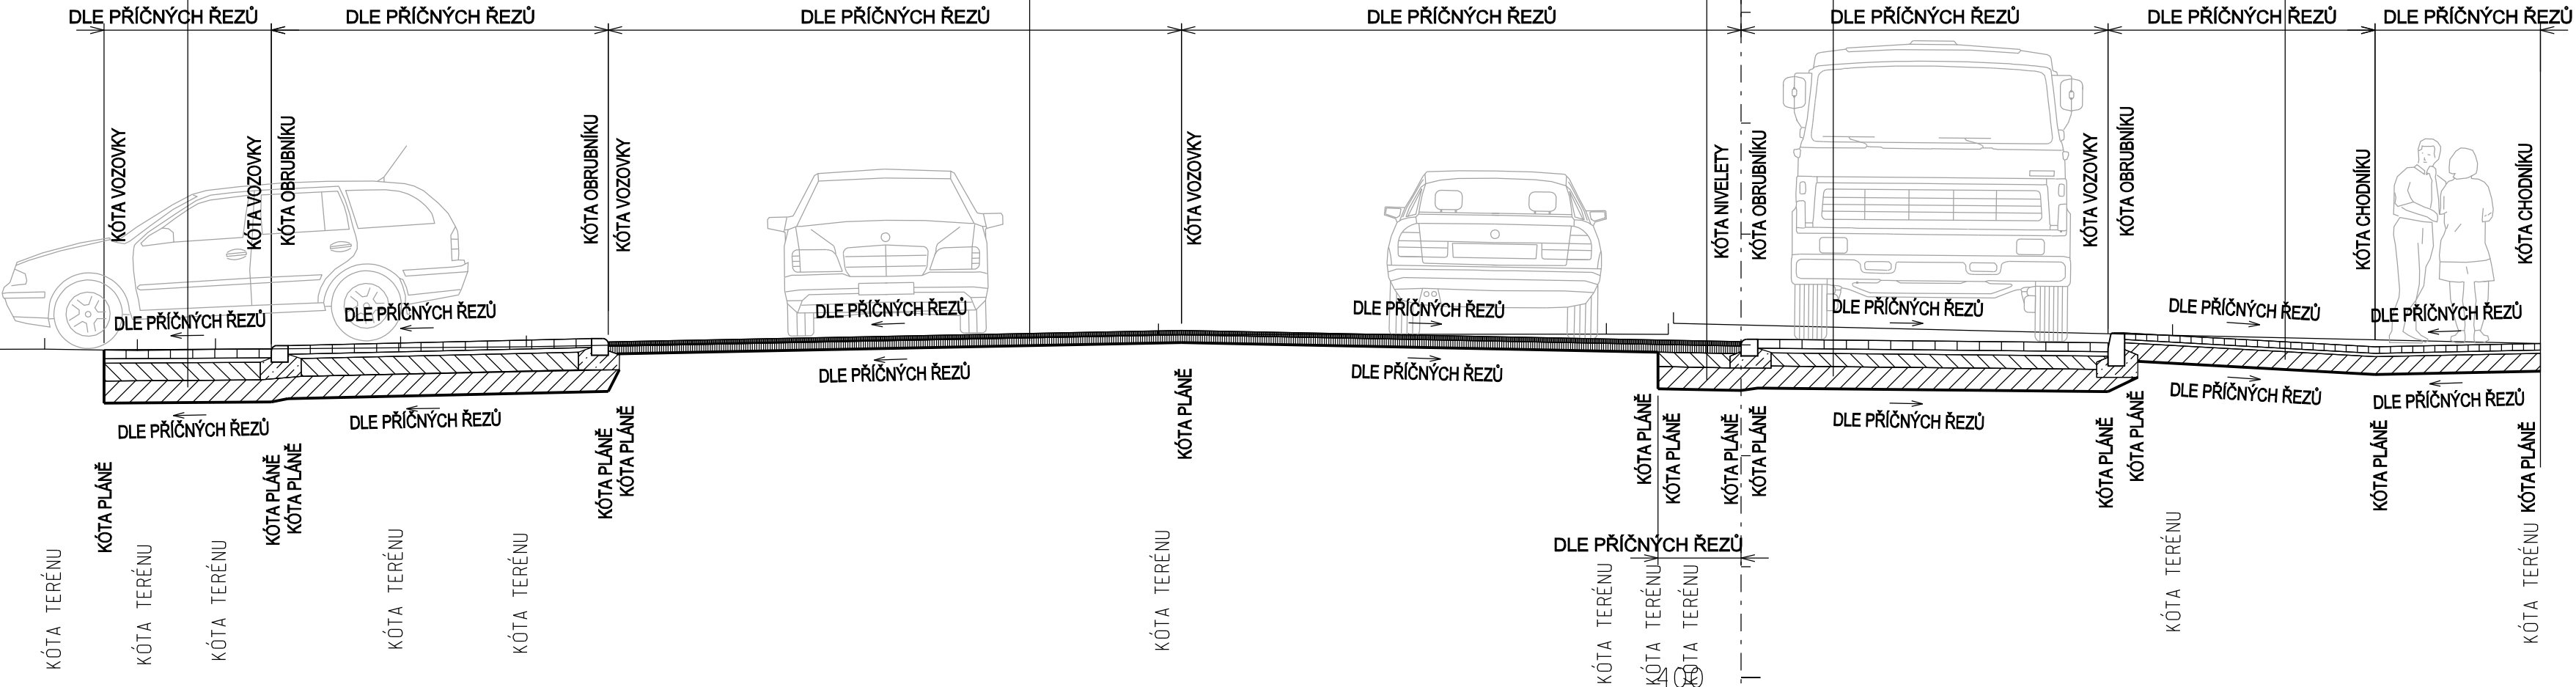 DLE PŘÍČNÝCH ŘEZŮ
DLE PŘÍČNÝCH ŘEZŮ
DLE PŘÍČNÝCH ŘEZŮ
DLE PŘÍČNÝCH ŘEZŮ
DLE PŘÍČNÝCH ŘEZŮ
DLE PŘÍČNÝCH ŘEZŮ
DLE PŘÍČNÝCH ŘEZŮ
KÓTA VOZOVKY
KÓTA VOZOVKY
KÓTA OBRUBNÍKU
KÓTA OBRUBNÍKU
KÓTA VOZOVKY
KÓTA VOZOVKY
KÓTA NIVELETY
KÓTA OBRUBNÍKU
KÓTA VOZOVKY
KÓTA OBRUBNÍKU
KÓTA CHODNÍKU
KÓTA CHODNÍKU
DLE PŘÍČNÝCH ŘEZŮ
DLE PŘÍČNÝCH ŘEZŮ
DLE PŘÍČNÝCH ŘEZŮ
DLE PŘÍČNÝCH ŘEZŮ
DLE PŘÍČNÝCH ŘEZŮ
DLE PŘÍČNÝCH ŘEZŮ
DLE PŘÍČNÝCH ŘEZŮ
DLE PŘÍČNÝCH ŘEZŮ
DLE PŘÍČNÝCH ŘEZŮ
DLE PŘÍČNÝCH ŘEZŮ
DLE PŘÍČNÝCH ŘEZŮ
DLE PŘÍČNÝCH ŘEZŮ
DLE PŘÍČNÝCH ŘEZŮ
DLE PŘÍČNÝCH ŘEZŮ
KÓTA PLÁNĚ
KÓTA PLÁNĚ
KÓTA PLÁNĚ
KÓTA PLÁNĚ
KÓTA PLÁNĚ
KÓTA PLÁNĚ
KÓTA PLÁNĚ
KÓTA PLÁNĚ
KÓTA PLÁNĚ
KÓTA PLÁNĚ
KÓTA PLÁNĚ
KÓTA PLÁNĚ
KÓTA PLÁNĚ
KÓTA PLÁNĚ
DLE PŘÍČNÝCH ŘEZŮ
KÓTA TERÉNU
KÓTA TERÉNU
KÓTA TERÉNU
KÓTA TERÉNU
KÓTA TERÉNU
KÓTA TERÉNU
KÓTA TERÉNU
KÓTA TERÉNU
KÓTA TERÉNU
KÓTA TERÉNU
KÓTA TERÉNU
400